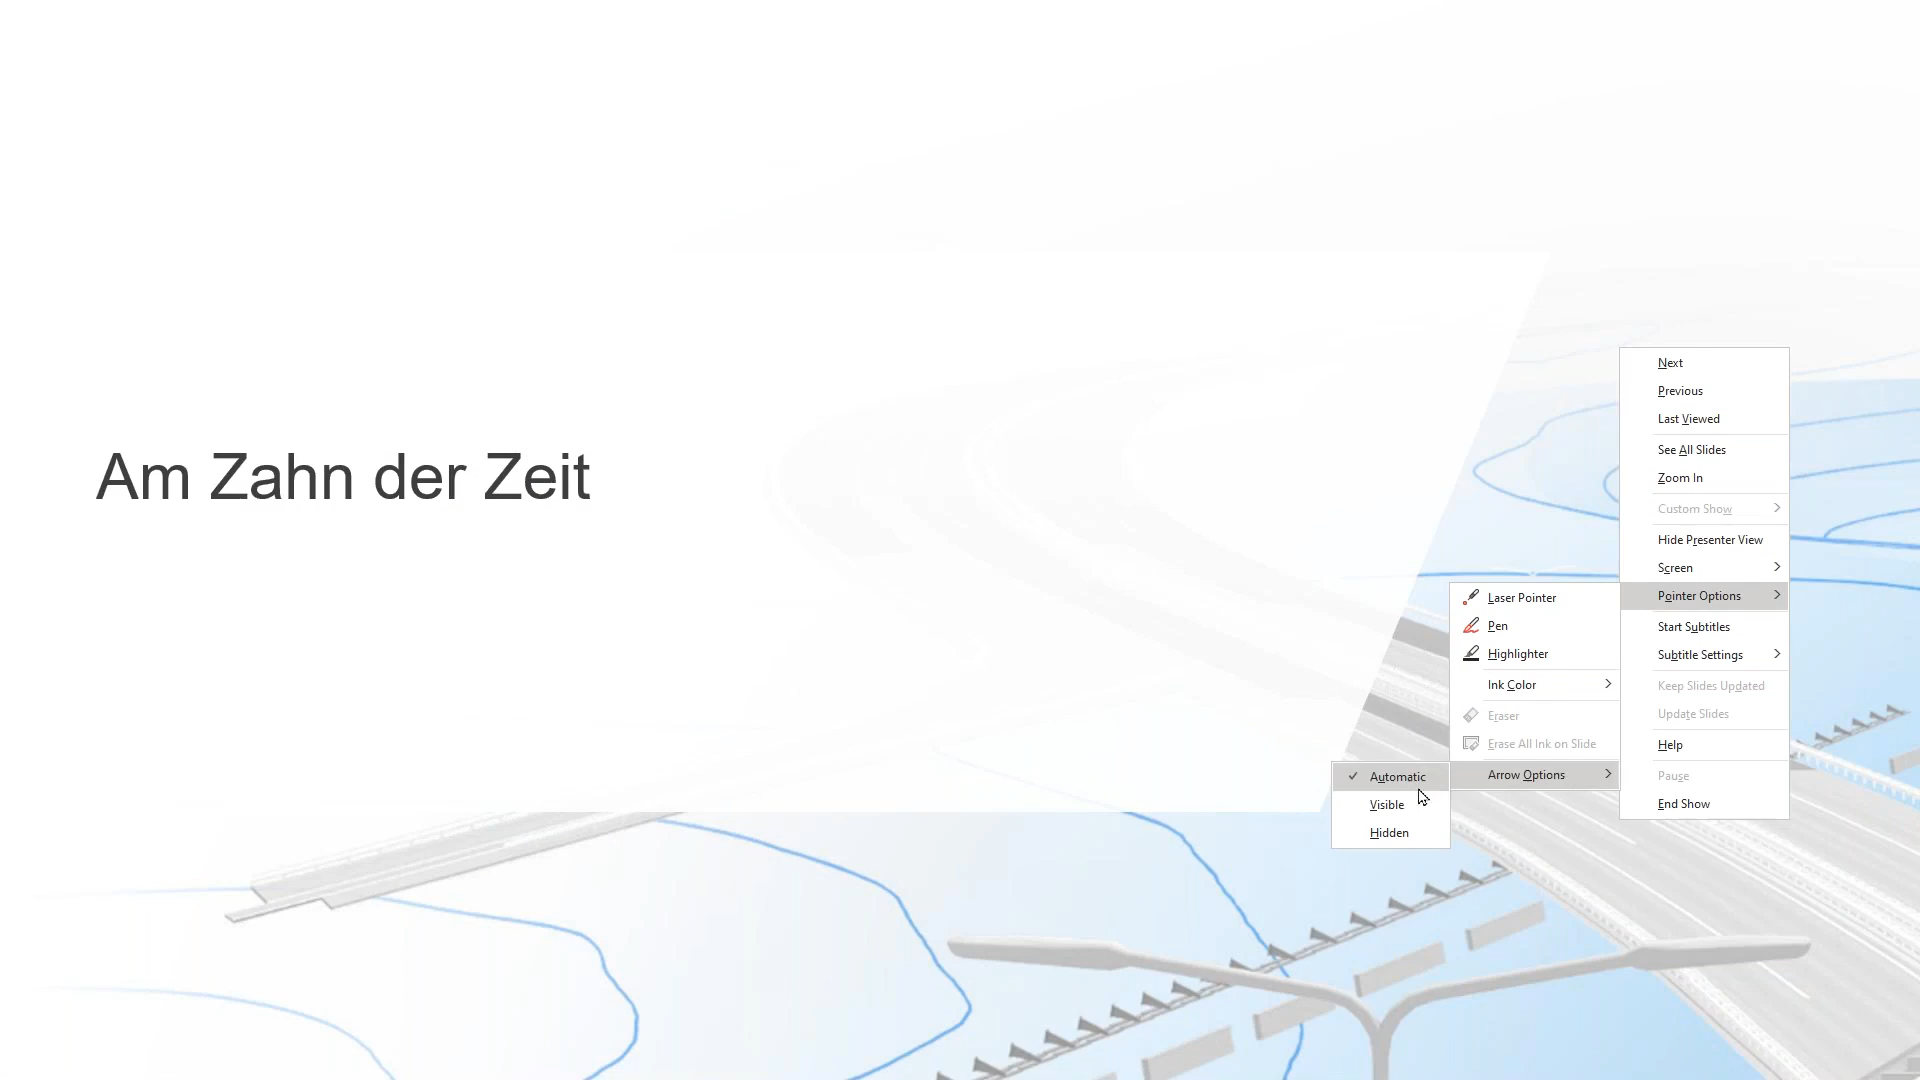 Am Zahn der Zeit
Next
Previous
Last Viewed
See All Slides
Zoom In
Custom Show
Hide Presenter View
Screen
Pointer Options
Start Subtitles
Subtitle Settings
Keep Slides Updated
Update Slides
Help
Pause
End Show
Laser Pointer
Pen
Highlighter
Ink Color
Eraser
Erase All Ink on Slide
Arrow Options
Automatic
Visible
Hidden